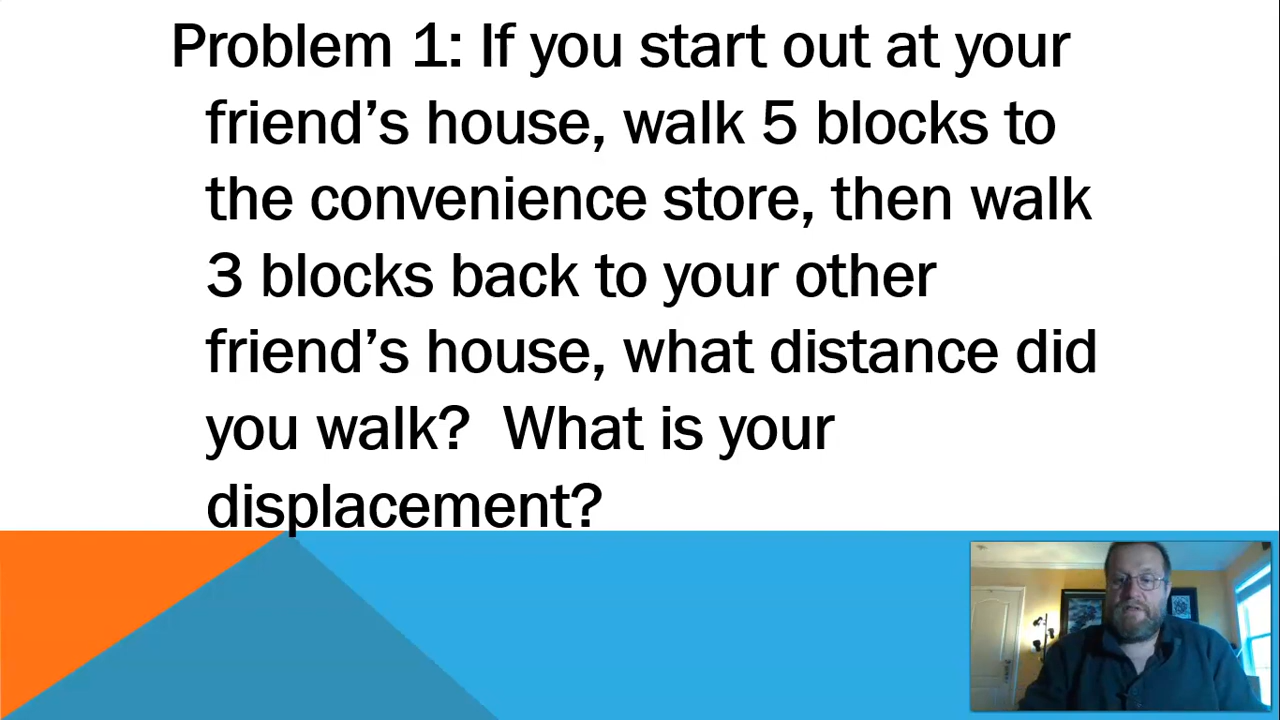 Problem 1: If you start out at your
friend’s house, walk 5 blocks to
the convenience store, then walk
3 blocks back to your other
friend’s house, what distance did
you walk?  What is your
displacement?